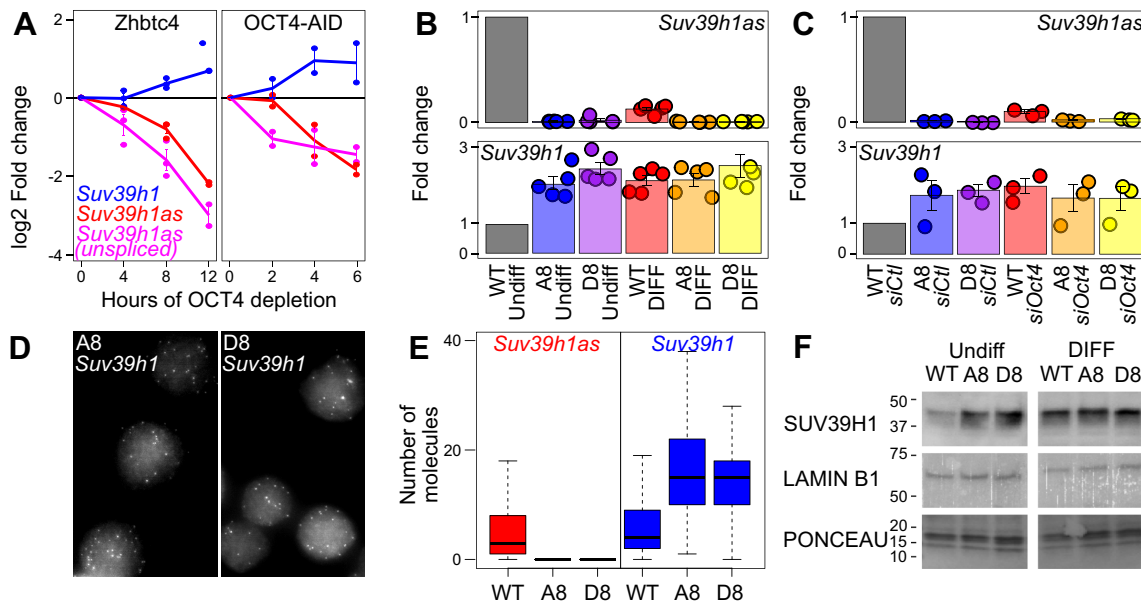 A
Zhbtc4
OCT4-AID
log2 Fold change
2
0
-2
-4
Suv39h1
Suv39h1as
Suv39h1as
(unspliced)
0 4 8 12 0 2 4 6
Hours of OCT4 depletion
B
Fold change
1
0
Suv39h1as
3
1
0
Suv39h1
WT Undiff
A8 Undiff
D8 Undiff
WT DIFF
A8 DIFF
D8 DIFF
C
Fold change
1
0
Suv39h1as
3
1
0
Suv39h1
WT siCtl
A8 siCtl
D8 siCtl
WT siOct4
A8 siOct4
D8 siOct4
D
A8
Suv39h1
D8
Suv39h1
E
Number of
molecules
40
20
0
Suv39h1as
Suv39h1
WT A8 D8 WT A8 D8
F
Undiff DIFF
WT A8 D8 WT A8 D8
SUV39H1
50
37
LAMIN B1
75
50
PONCEAU
20
15
10